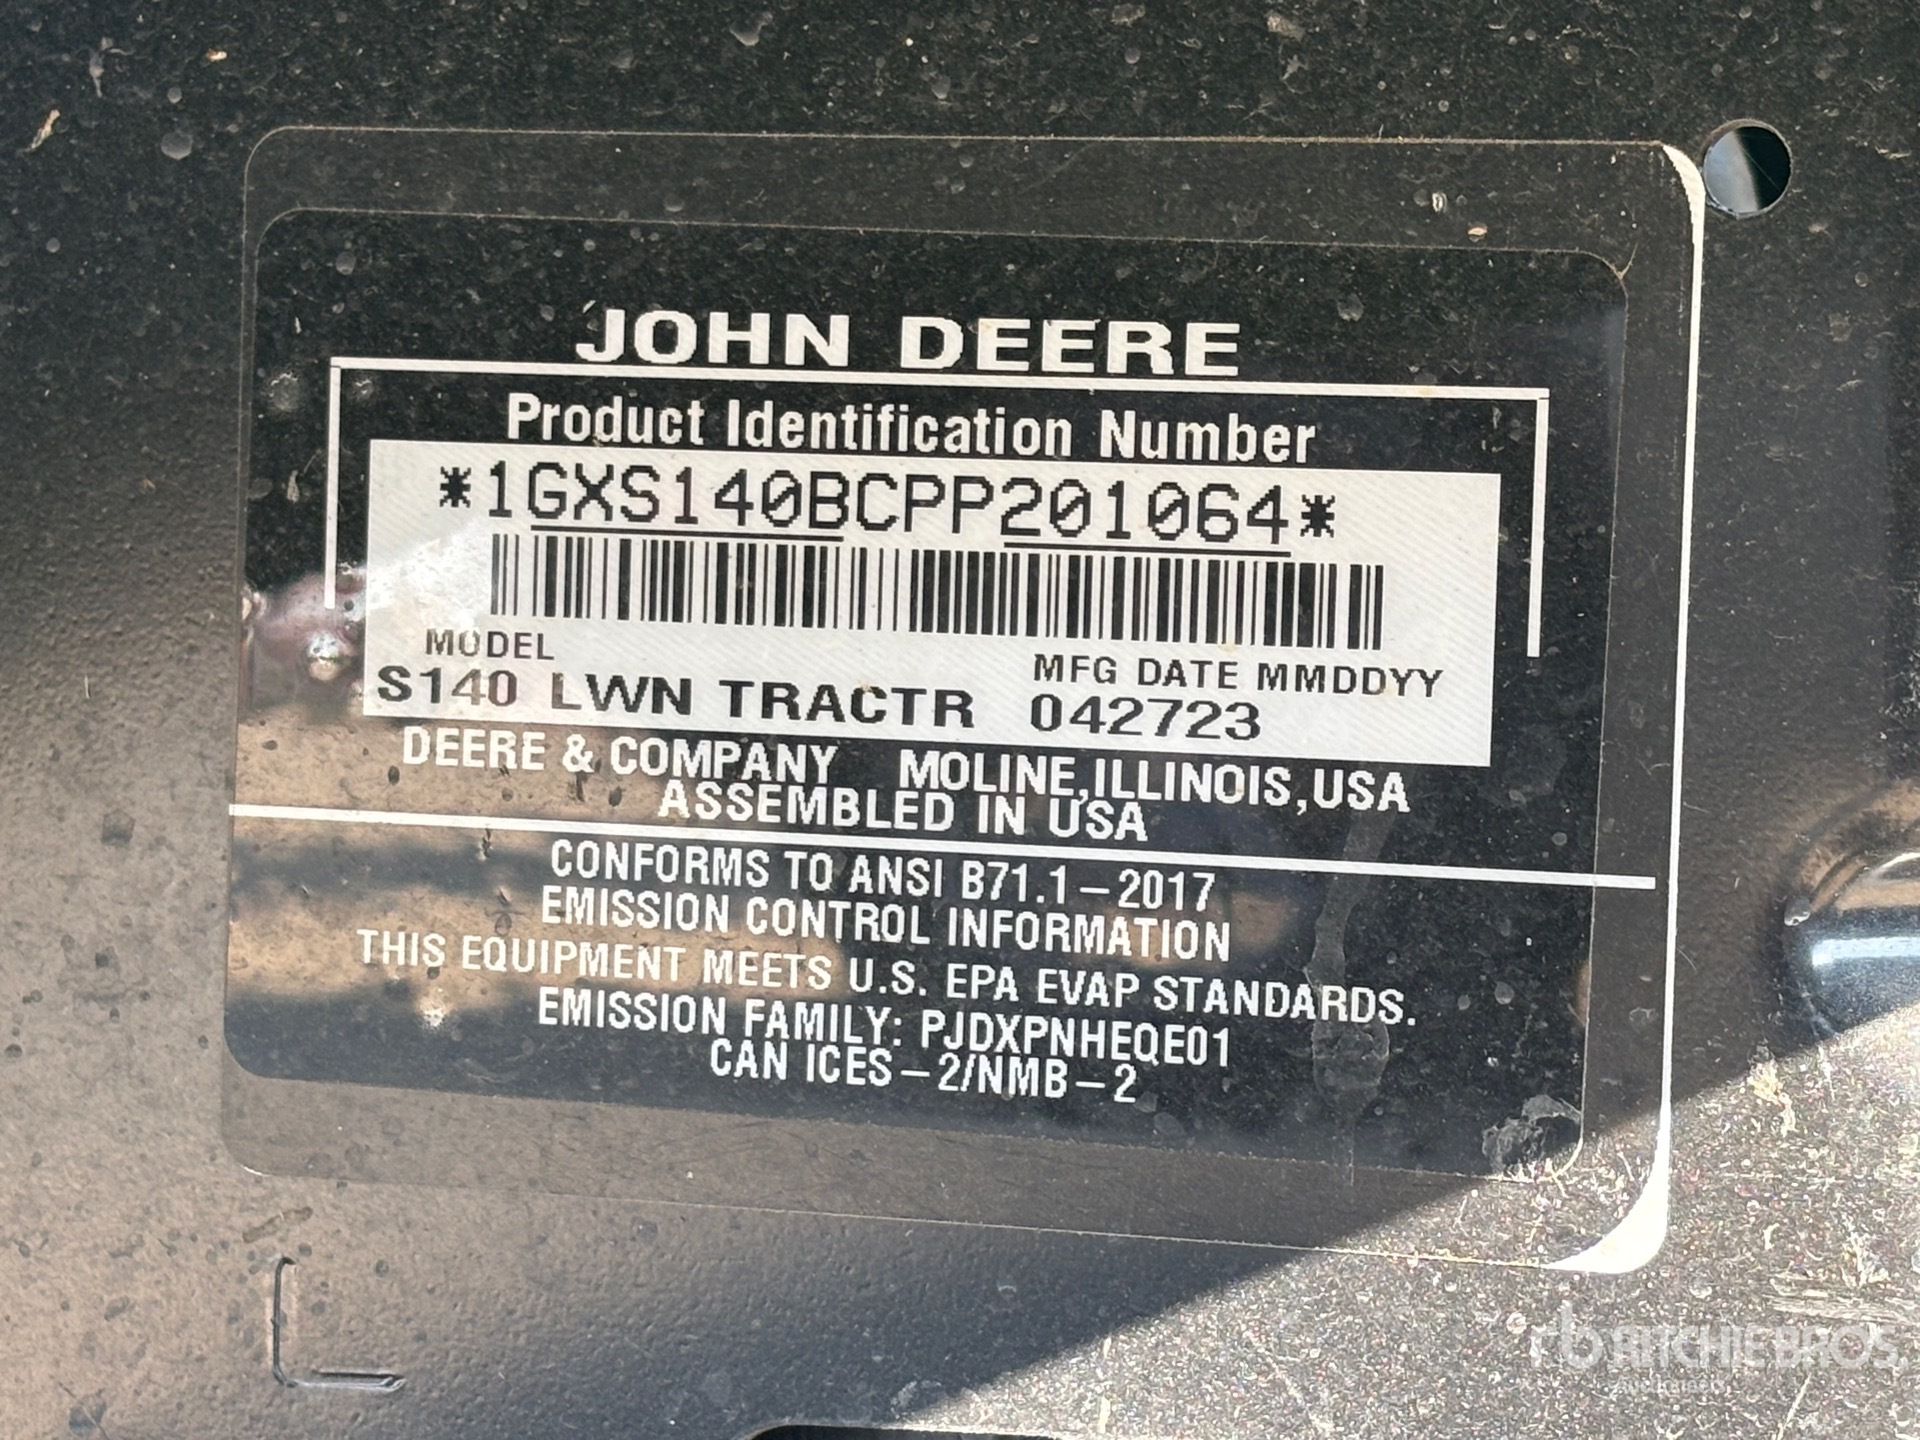 JOHN DEERE
Product Identification Number
*1GXS140BCPP201064*
MODEL
MFG DATE MMDDYY
S140 LWN TRACTR 042723
DEERE & COMPANY MOLINE,ILLINOIS,USA
ASSEMBLED IN USA
CONFORMS TO ANSI B71.1-2017
EMISSION CONTROL INFORMATION
THIS EQUIPMENT MEETS U.S. EPA EVAP STANDARDS.
EMISSION FAMILY: PJDXPNHEQE01
CAN ICES-2/NMB-2
rb RITCHIE BROS.
Auctioneers